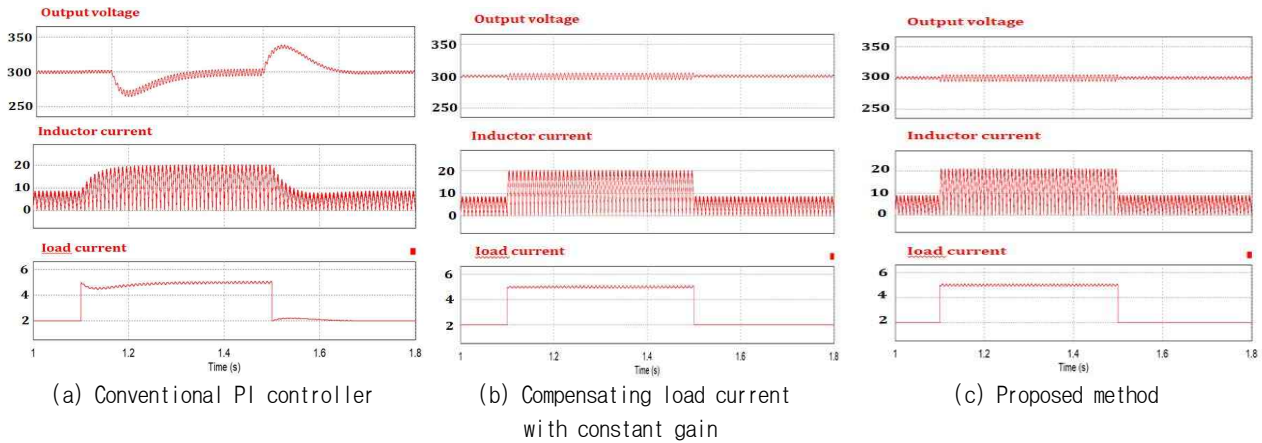 Output voltage
350
300
250
Inductor current
20
10
0
load current
6
4
2
1 1.2 1.4 1.6 1.8
Time (s)
(a) Conventional PI controller
Output voltage
350
300
250
Inductor current
20
10
0
load current
6
4
2
1 1.2 1.4 1.6 1.8
Time (s)
(b) Compensating load current
with constant gain
Output voltage
350
300
250
Inductor current
20
10
0
load current
6
4
2
1 1.2 1.4 1.6 1.8
Time (s)
(c) Proposed method